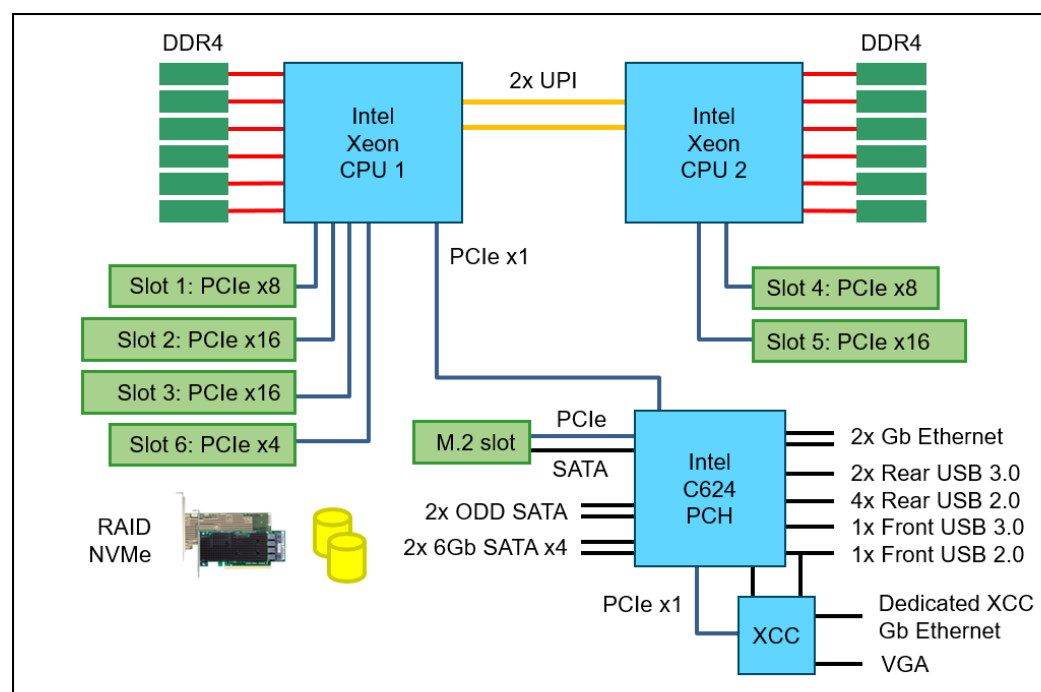 DDR4
DDR4
2x UPI
Intel
Xeon
CPU 1
Intel
Xeon
CPU 2
PCIe x1
Slot 1: PCIe x8
Slot 2: PCIe x16
Slot 3: PCIe x16
Slot 6: PCIe x4
Slot 4: PCIe x8
Slot 5: PCIe x16
M.2 slot
PCIe
SATA
Intel
C624
PCH
2x ODD SATA
2x 6Gb SATA x4
2x Gb Ethernet
2x Rear USB 3.0
4x Rear USB 2.0
1x Front USB 3.0
1x Front USB 2.0
RAID
NVMe
PCIe x1
XCC
Dedicated XCC
Gb Ethernet
VGA